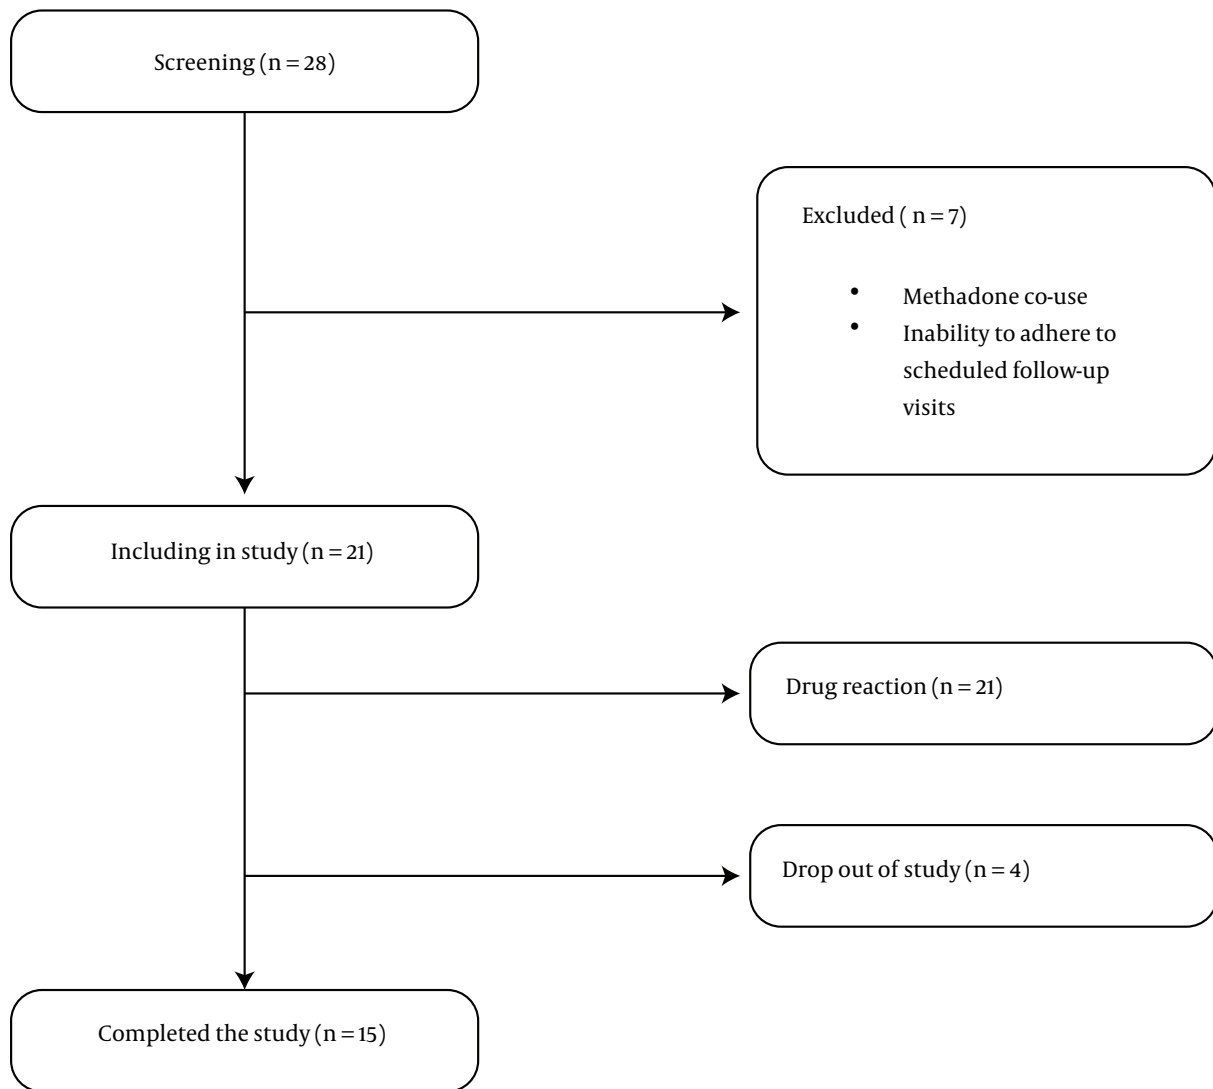 Screening (n = 28)
Excluded ( n = 7)
• Methadone co-use
• Inability to adhere to
scheduled follow-up
visits
Including in study (n = 21)
Drug reaction (n = 21)
Drop out of study (n = 4)
Completed the study (n = 15)